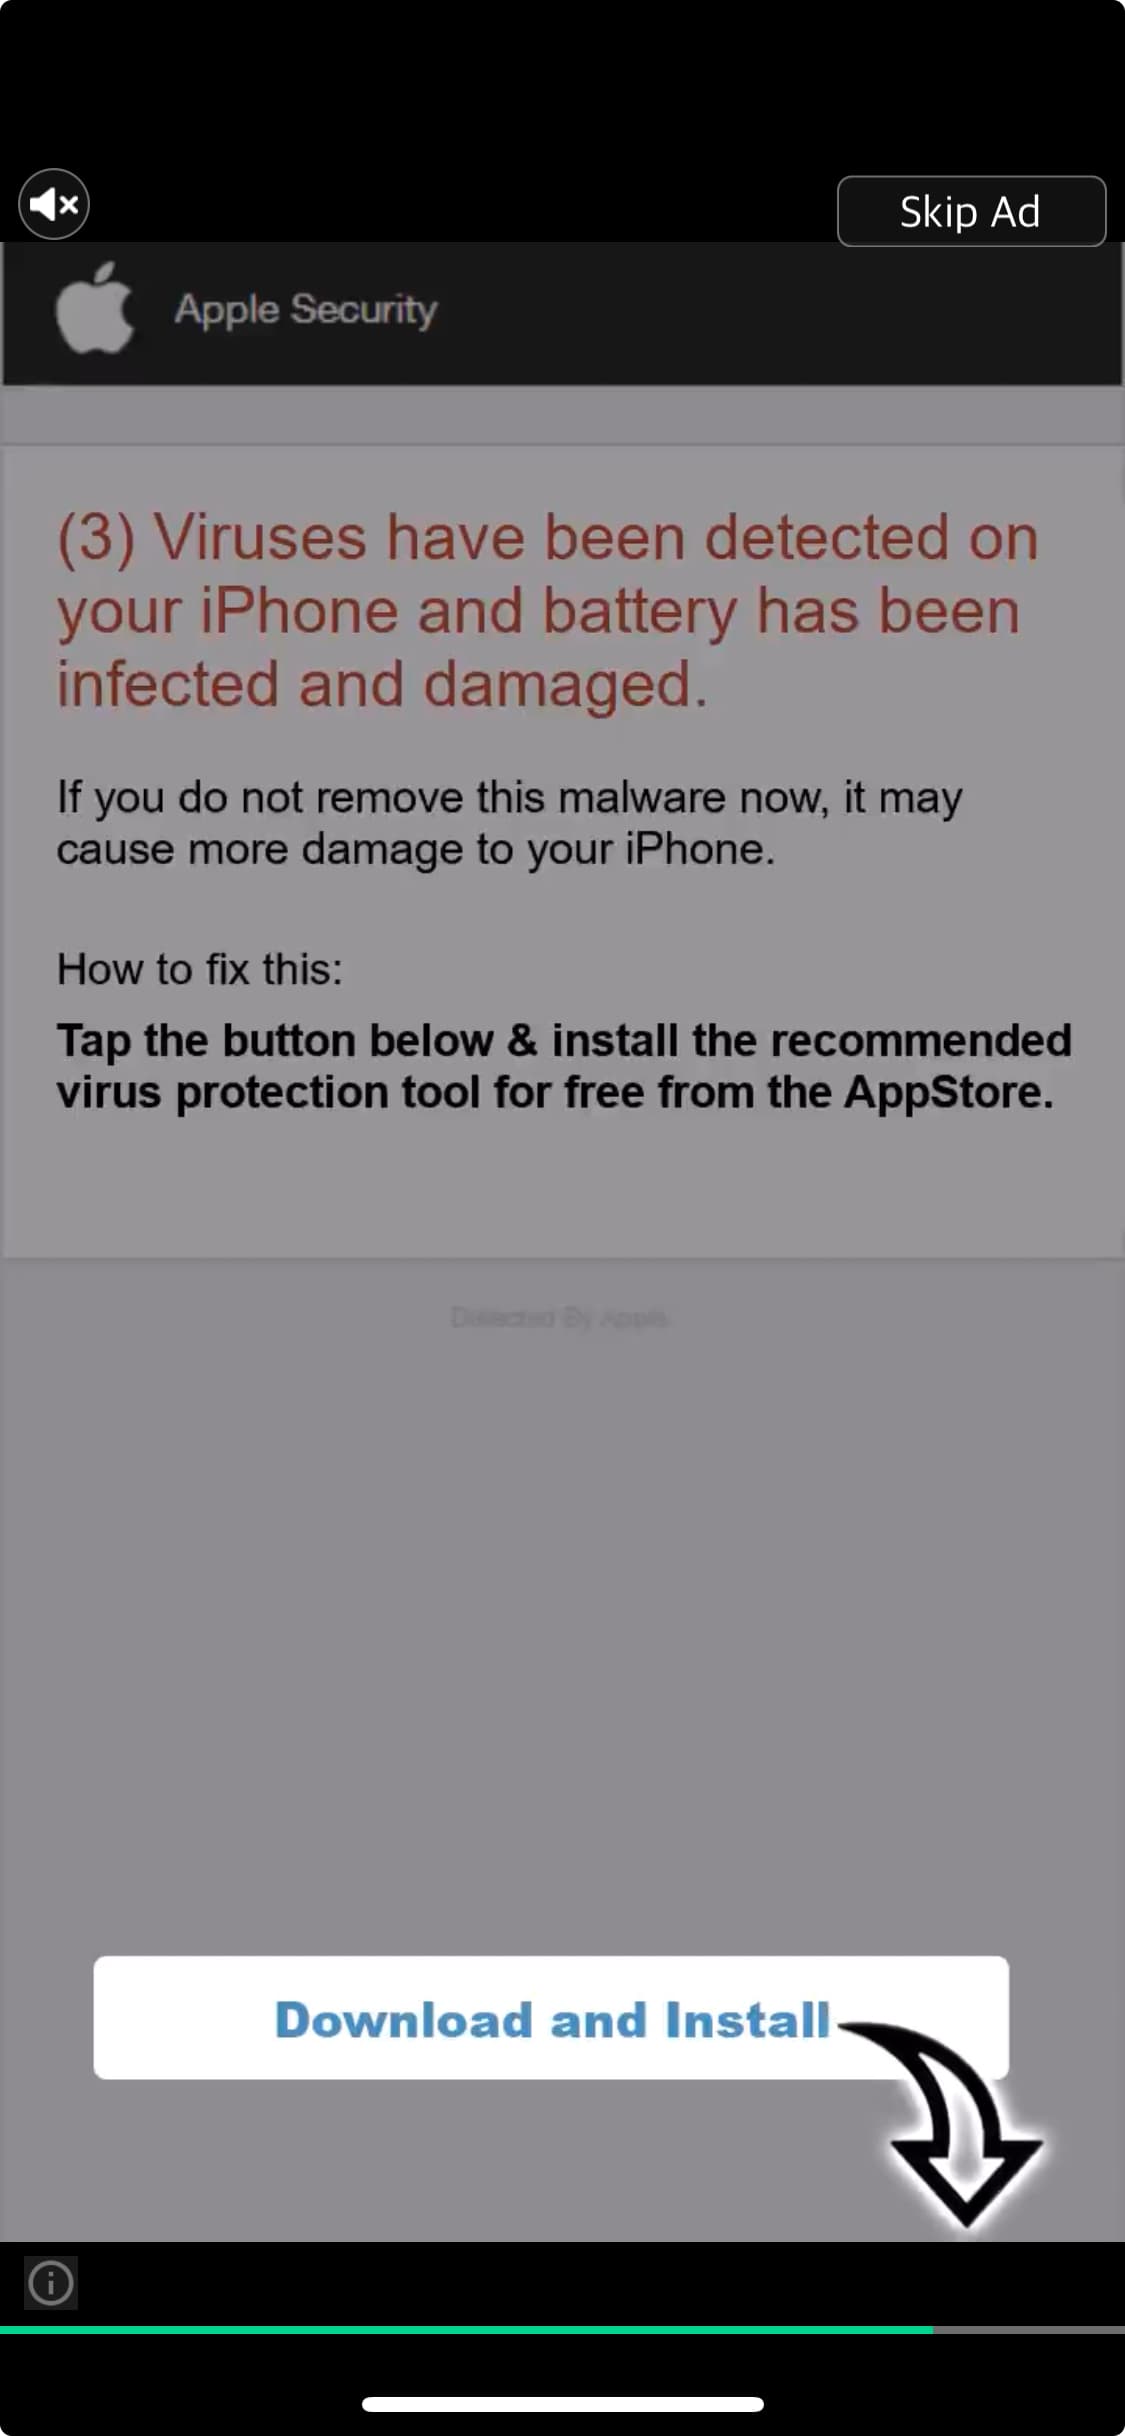 Skip Ad
Apple Security
(3) Viruses have been detected on
your iPhone and battery has been
infected and damaged.
If you do not remove this malware now, it may
cause more damage to your iPhone.
How to fix this:
Tap the button below & install the recommended
virus protection tool for free from the AppStore.
Detected By Apple
Download and Install